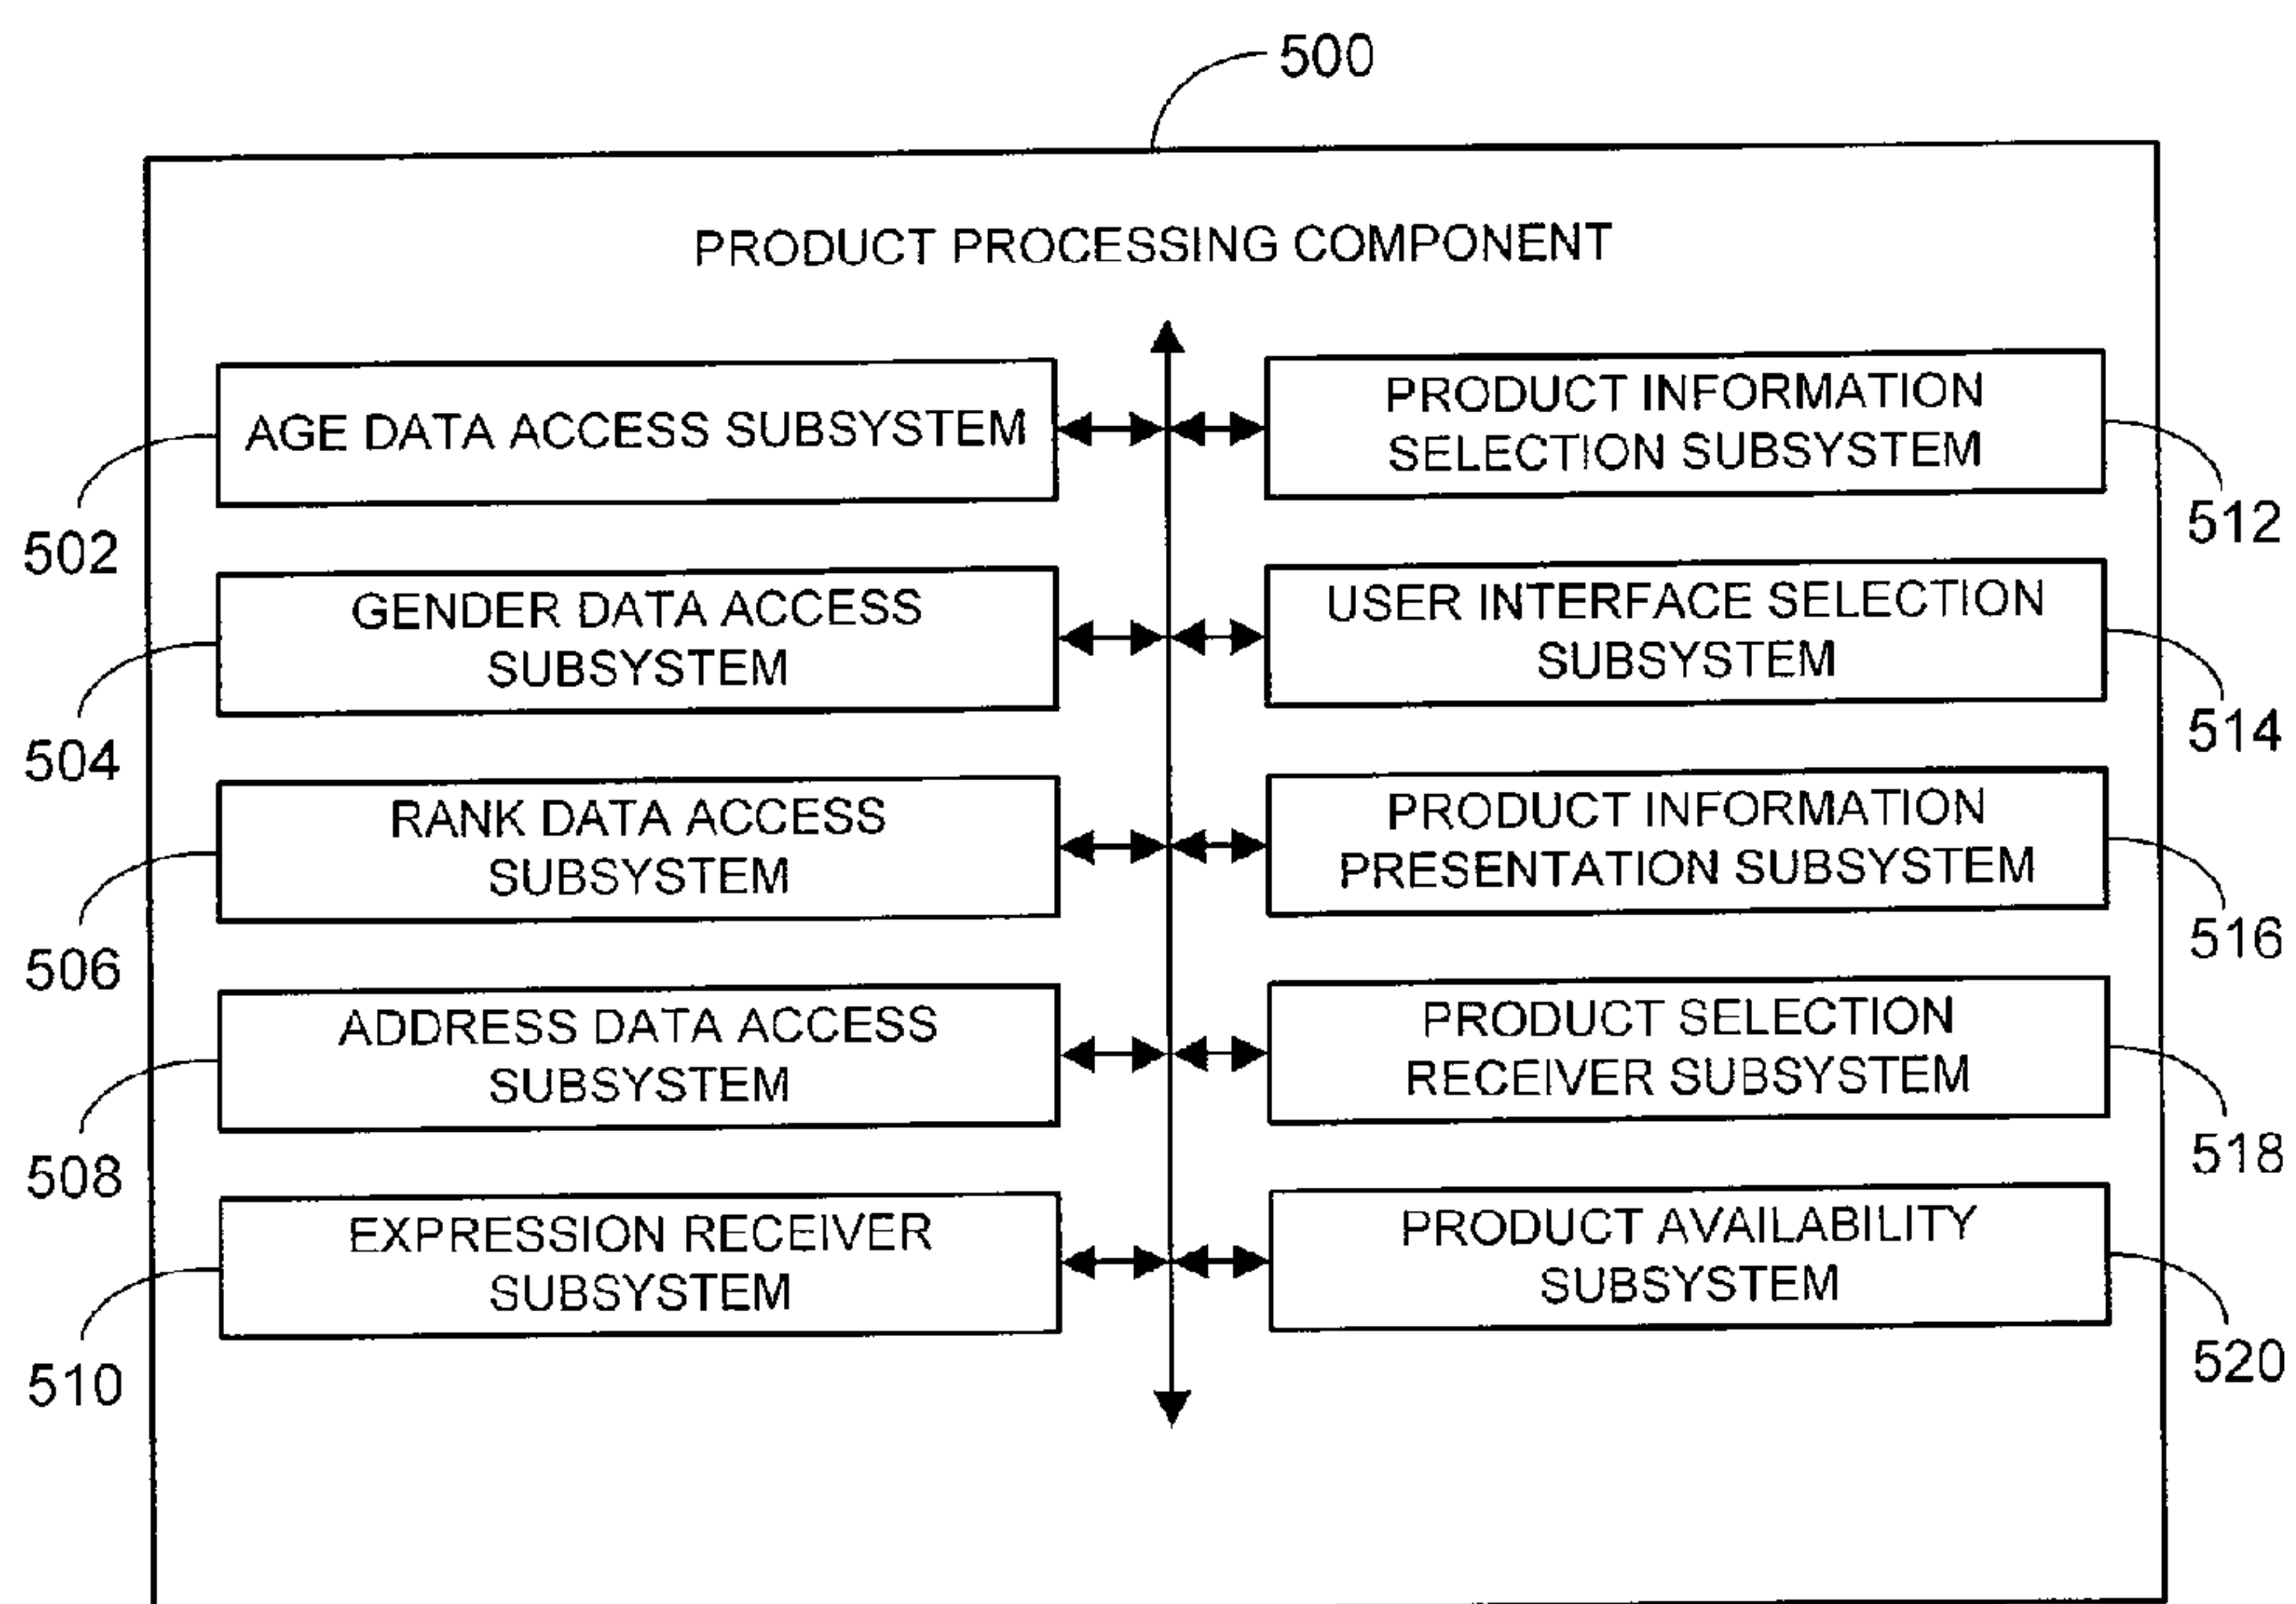 500
PRODUCT PROCESSING COMPONENT
AGE DATA ACCESS SUBSYSTEM
502
GENDER DATA ACCESS
SUBSYSTEM
504
RANK DATA ACCESS
SUBSYSTEM
506
ADDRESS DATA ACCESS
SUBSYSTEM
508
EXPRESSION RECEIVER
SUBSYSTEM
510
PRODUCT INFORMATION
SELECTION SUBSYSTEM
512
USER INTERFACE SELECTION
SUBSYSTEM
514
PRODUCT INFORMATION
PRESENTATION SUBSYSTEM
516
PRODUCT SELECTION
RECEIVER SUBSYSTEM
518
PRODUCT AVAILABILITY
SUBSYSTEM
520